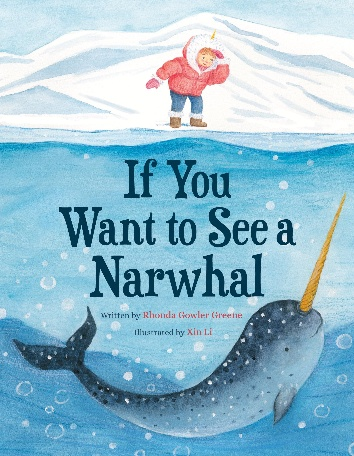 If You
Want to See a
Narwhal
Written by Rhonda Gowler Greene
Illustrated by Xin Li